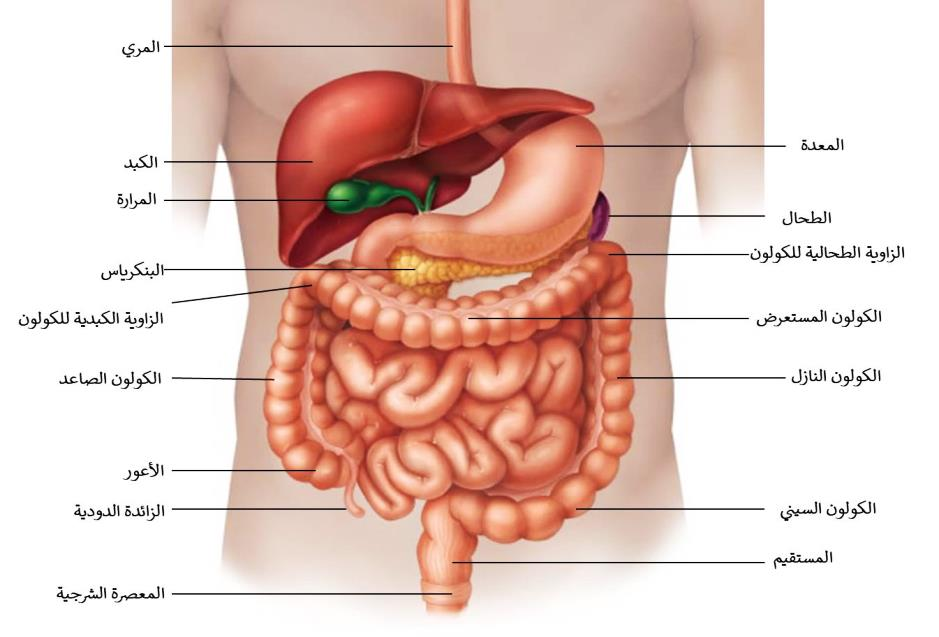 المري
المعدة
الكبد
المرارة
الطحال
الزاوية الطحالية للكولون
البنكرياس
الزاوية الكبدية للكولون
الكولون المستعرض
الكولون الصاعد
الكولون النازل
الأعور
الزائدة الدودية
الكولون السيني
المستقيم
المعصرة الشرجية